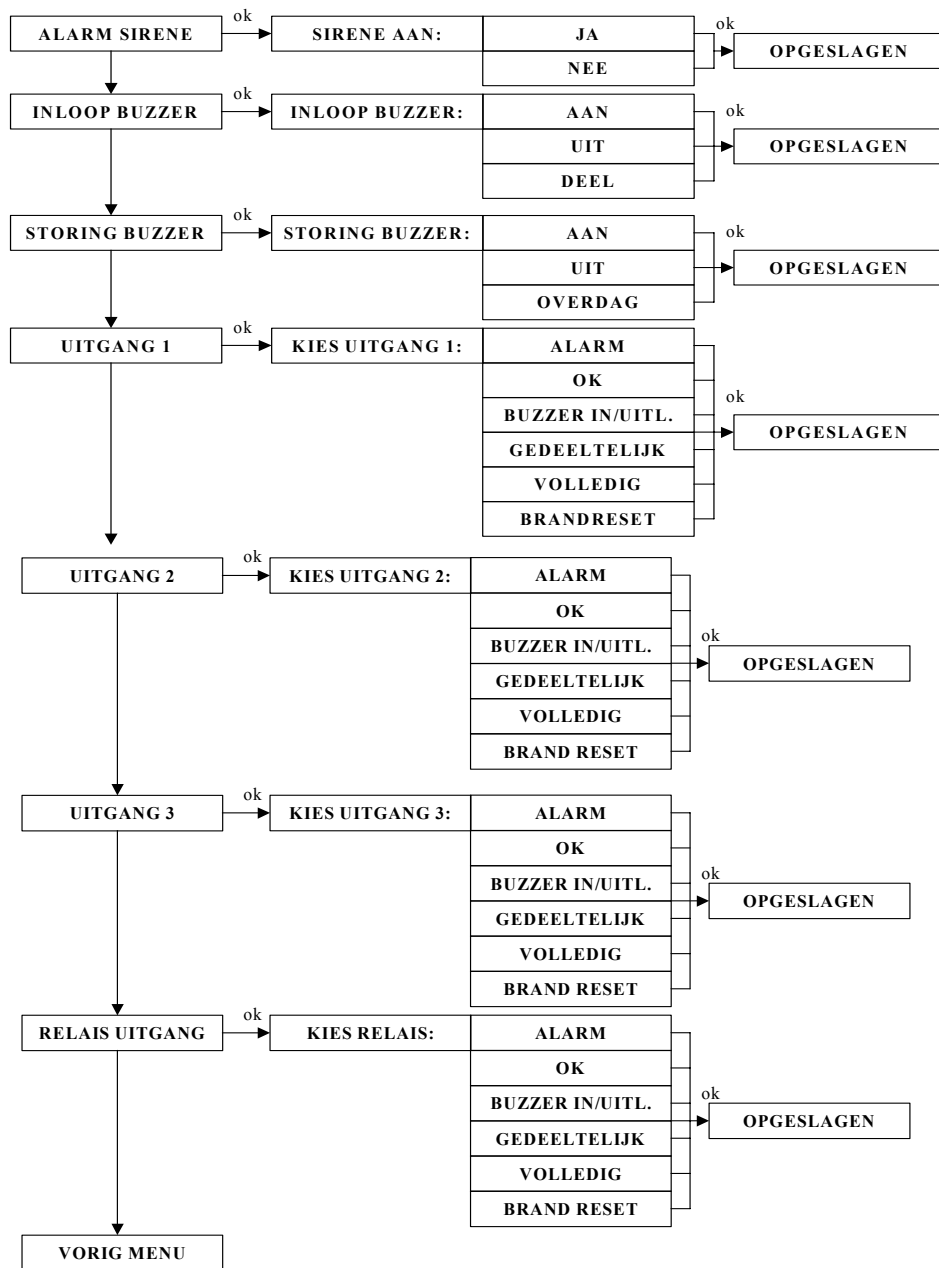 ok
ok
ALARM SIRENE
SIRENE AAN:
JA
NEE
OPGESLAGEN
ok
ok
INLOOP BUZZER
INLOOP BUZZER:
AAN
UIT
DEEL
OPGESLAGEN
ok
ok
STORING BUZZER
STORING BUZZER:
AAN
UIT
OVERDAG
OPGESLAGEN
ok
UITGANG 1
KIES UITGANG 1:
ALARM
OK
BUZZER IN/UITL.
GEDEELTELIJK
VOLLEDIG
BRANDRESET
ok
OPGESLAGEN
ok
UITGANG 2
KIES UITGANG 2:
ALARM
OK
BUZZER IN/UITL.
GEDEELTELIJK
VOLLEDIG
BRAND RESET
ok
OPGESLAGEN
ok
UITGANG 3
KIES UITGANG 3:
ALARM
OK
BUZZER IN/UITL.
GEDEELTELIJK
VOLLEDIG
BRAND RESET
ok
OPGESLAGEN
ok
RELAIS UITGANG
KIES RELAIS:
ALARM
OK
BUZZER IN/UITL.
GEDEELTELIJK
VOLLEDIG
BRAND RESET
ok
OPGESLAGEN
VORIG MENU